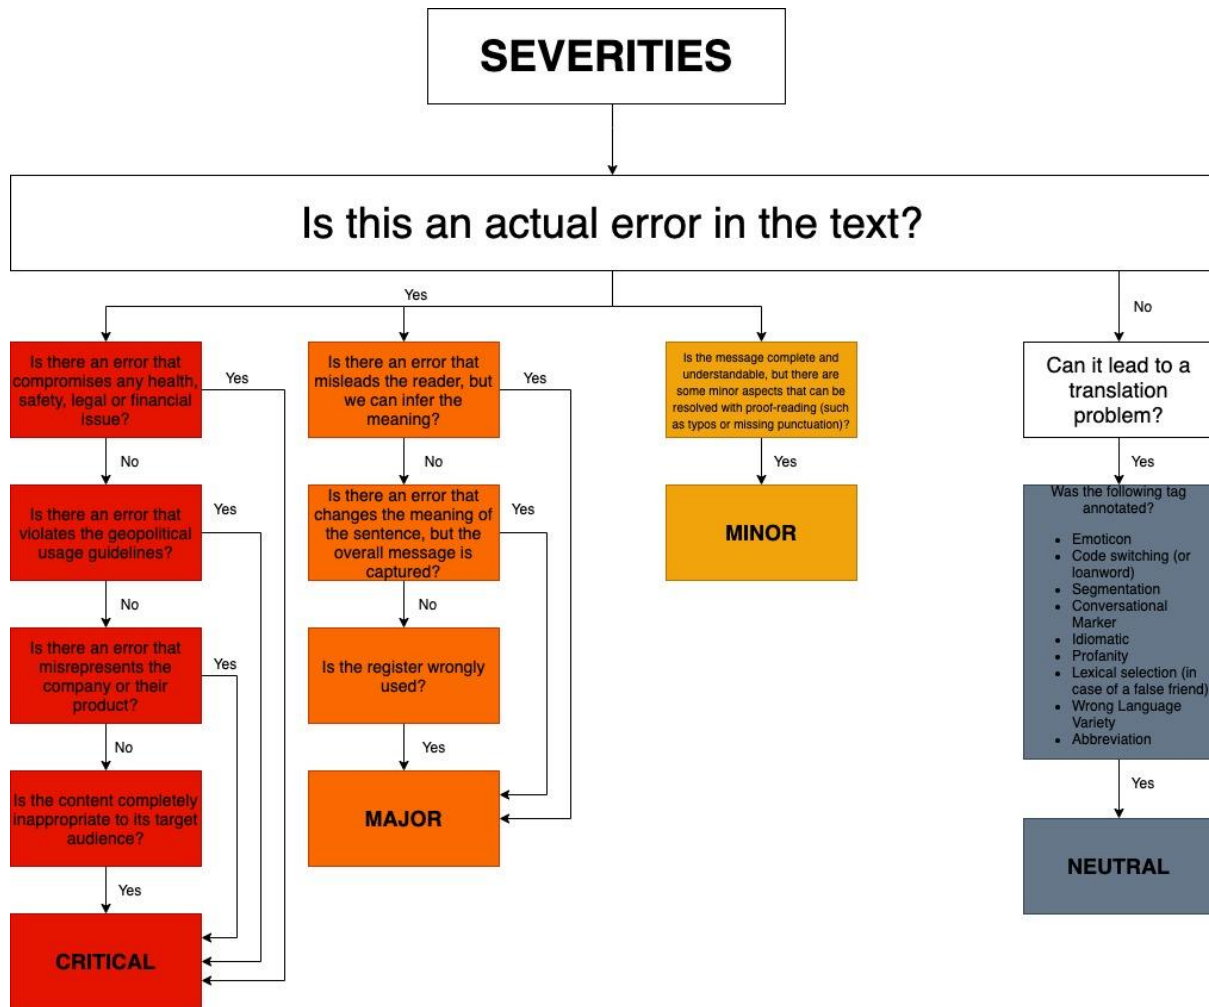 SEVERITIES
Is this an actual error in the text?
Yes
No
Is there an error that
compromises any health,
safety, legal or financial
issue?
Yes
No
Is there an error that
violates the geopolitical
usage guidelines?
Yes
No
Is there an error that
misrepresents the
company or their
product?
Yes
No
Is the content completely
inappropriate to its target
audience?
Yes
CRITICAL
Is there an error that
misleads the reader, but
we can infer the
meaning?
Yes
No
Is there an error that
changes the meaning of
the sentence, but the
overall message is
captured?
Yes
No
Is the register wrongly
used?
Yes
MAJOR
Is the message complete and
understandable, but there are
some minor aspects that can be
resolved with proof-reading (such
as typos or missing punctuation)?
Yes
MINOR
Can it lead to a
translation
problem?
Yes
Was the following tag
annotated?
• Emoticon
• Code switching (or
loanword)
• Segmentation
• Conversational
Marker
• Idiomatic
• Profanity
• Lexical selection (in
case of a false friend)
• Wrong Language
Variety
• Abbreviation
Yes
NEUTRAL